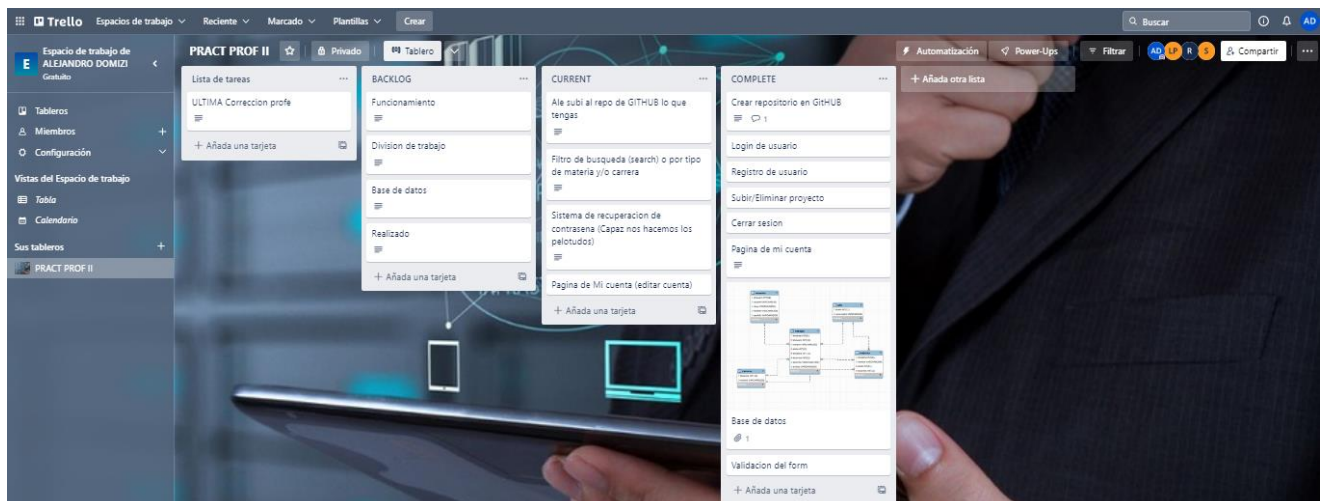 Trello Espacios de trabajo Reciente Marcado Plantillas Crear
Buscar
AD
E
Espacio de trabajo de
ALEJANDRO DOMIZI
Gratuito
PRACT PROF II
Privado
Tablero
Automatización
Power-Ups
Filtrar
AD LP R S
Compartir
Tableros
Miembros
Configuración
Vistas del Espacio de trabajo
Tabla
Calendario
Sus tableros
PRACT PROF II
Lista de tareas
ULTIMA Correccion profe
+ Añada una tarjeta
BACKLOG
Funcionamiento
Division de trabajo
Base de datos
Realizado
+ Añada una tarjeta
CURRENT
Ale subi al repo de GITHUB lo que
tengas
Filtro de busqueda (search) o por tipo
de materia y/o carrera
Sistema de recuperacion de
contrasena (Capaz nos hacemos los
pelotudos)
Pagina de Mi cuenta (editar cuenta)
+ Añada una tarjeta
COMPLETE
Crear repositorio en GitHUB
1
Login de usuario
Registro de usuario
Subir/Eliminar proyecto
Cerrar sesion
Pagina de mi cuenta
Base de datos
1
Validacion del form
+ Añada una tarjeta
+ Añada otra lista